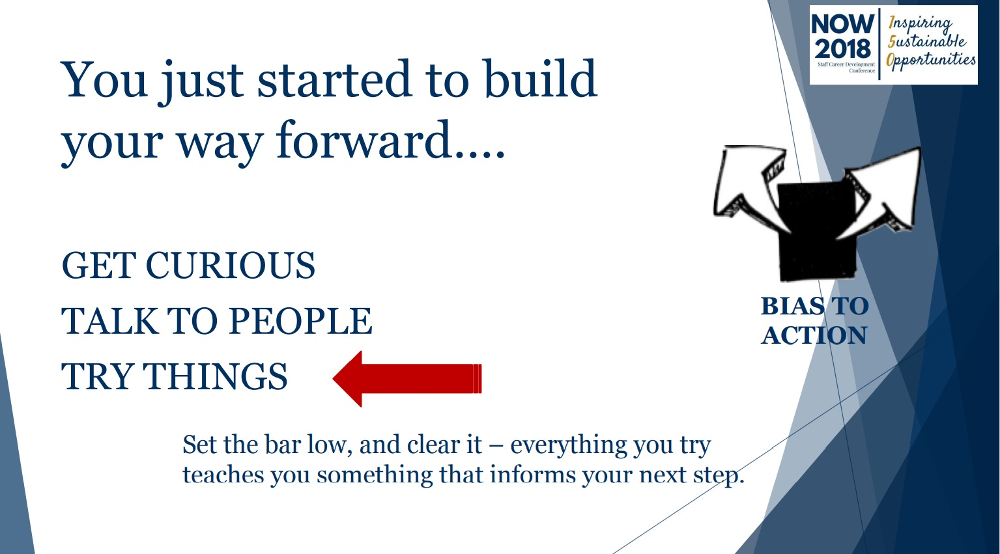 NOW
2018
Staff Career Development
Conference
Inspiring
Sustainable
Opportunities
You just started to build
your way forward....
GET CURIOUS
TALK TO PEOPLE
TRY THINGS
BIAS TO
ACTION
Set the bar low, and clear it – everything you try
teaches you something that informs your next step.